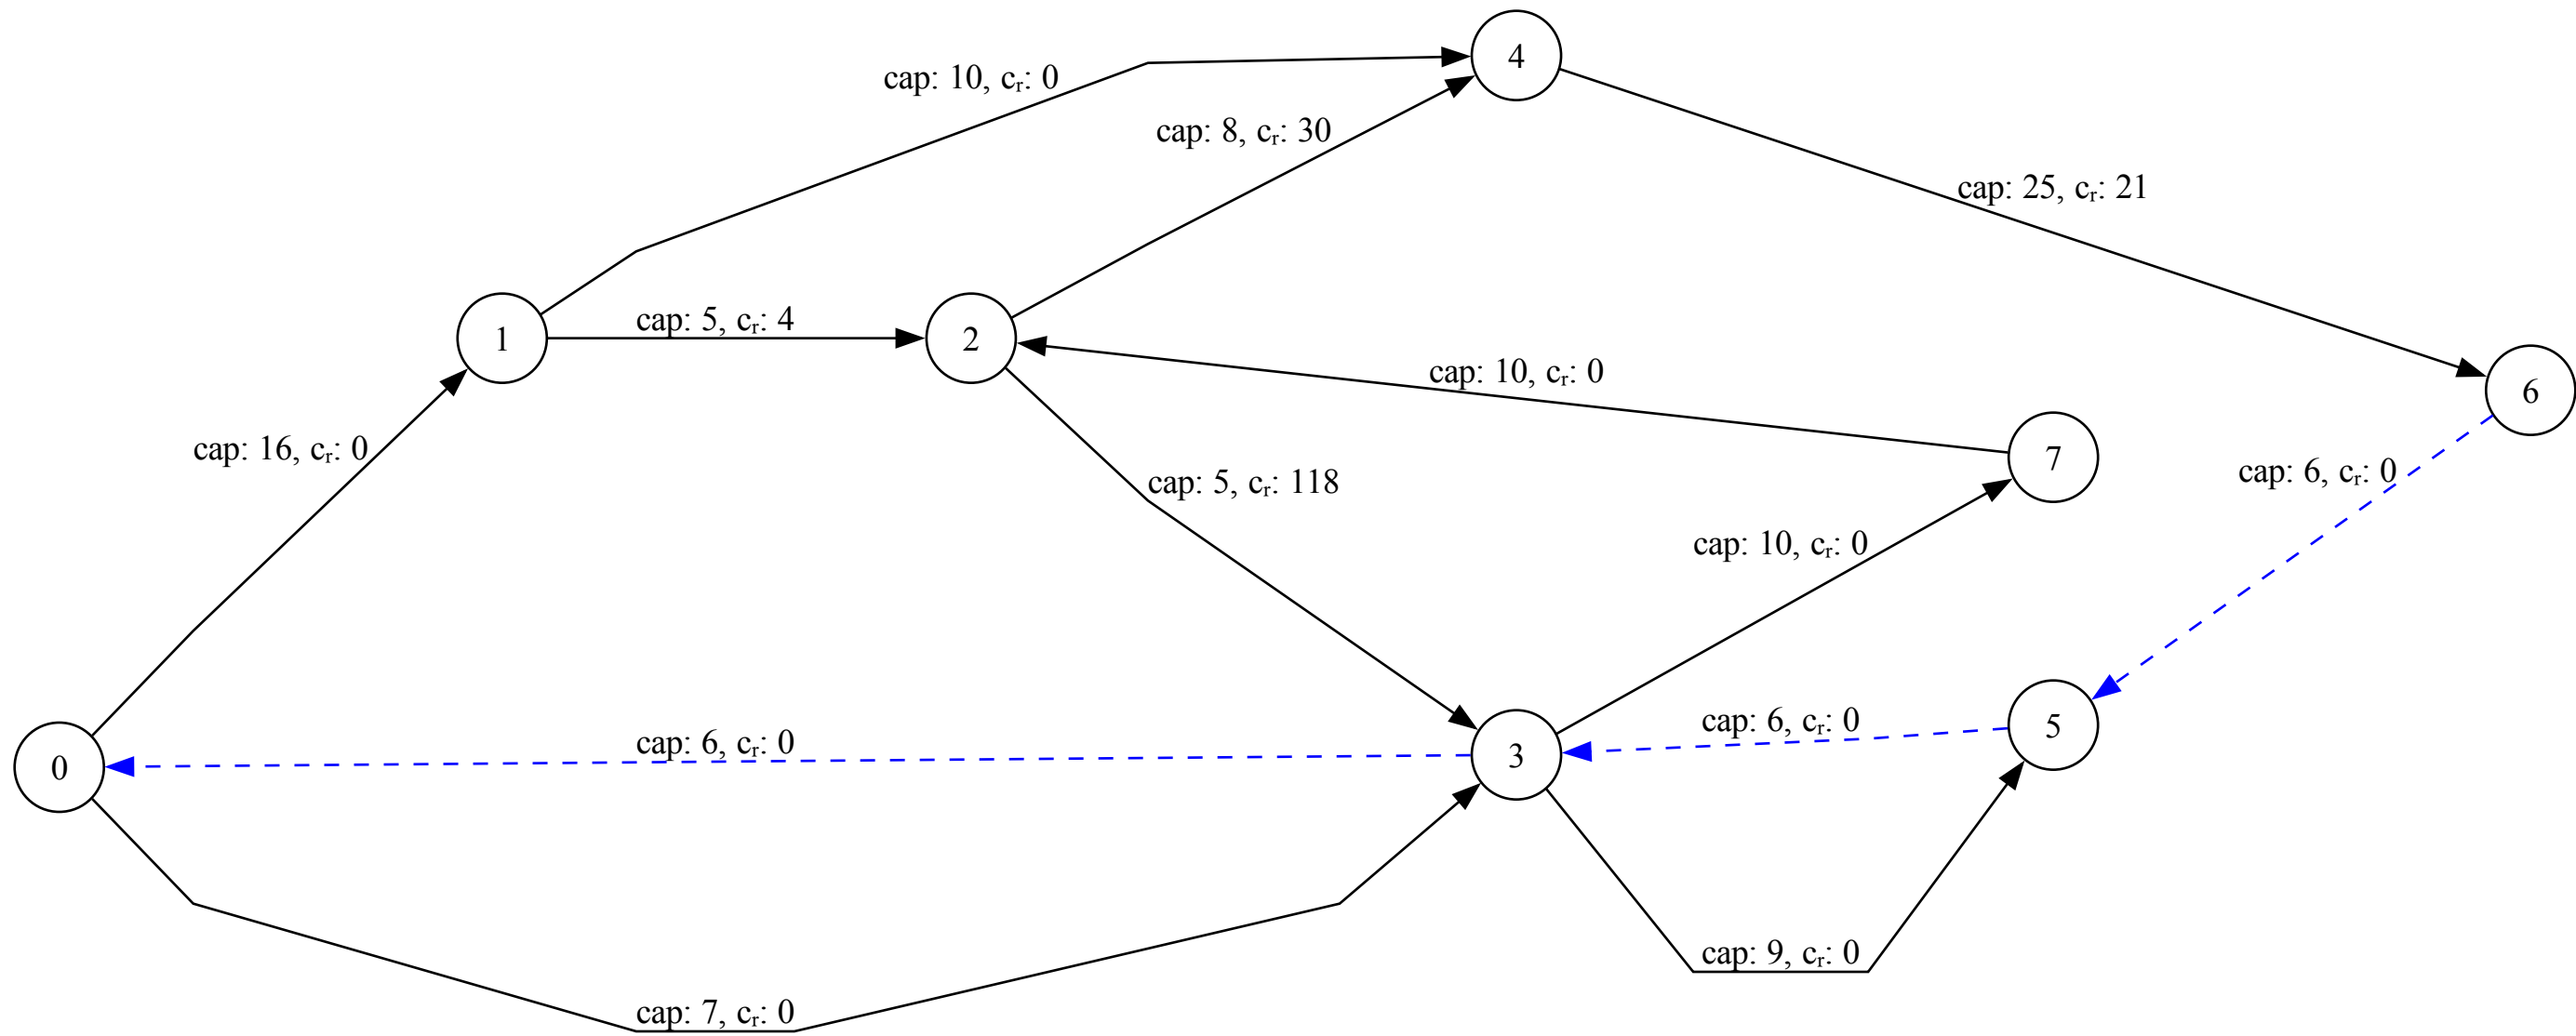 4
cap: 10, cᵣ: 0
cap: 8, cᵣ: 30
cap: 25, cᵣ: 21
1
cap: 5, cᵣ: 4
2
cap: 10, cᵣ: 0
6
cap: 16, cᵣ: 0
7
cap: 6, cᵣ: 0
cap: 5, cᵣ: 118
cap: 10, cᵣ: 0
0
cap: 6, cᵣ: 0
3
cap: 6, cᵣ: 0
5
cap: 9, cᵣ: 0
cap: 7, cᵣ: 0